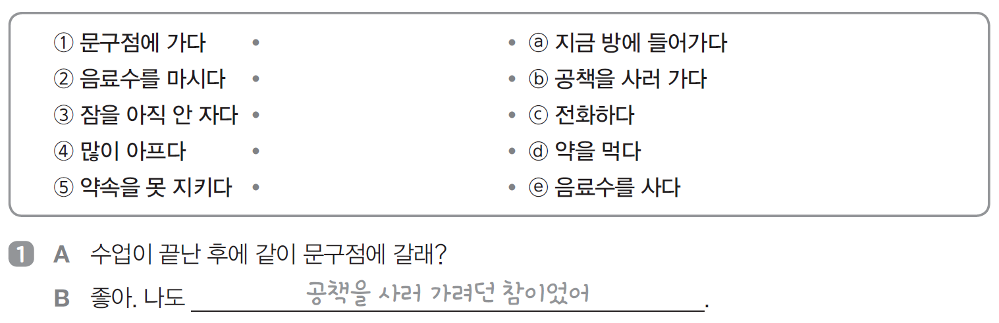 ① 문구점에 가다 • • ⓐ 지금 방에 들어가다
② 음료수를 마시다 • • ⓑ 공책을 사러 가다
③ 잠을 아직 안 자다 • • ⓒ 전화하다
④ 많이 아프다 • • ⓓ 약을 먹다
⑤ 약속을 못 지키다 • • ⓔ 음료수를 사다
1 A 수업이 끝난 후에 같이 문구점에 갈래?
B 좋아. 나도 공책을 사러 가려던 참이었어.